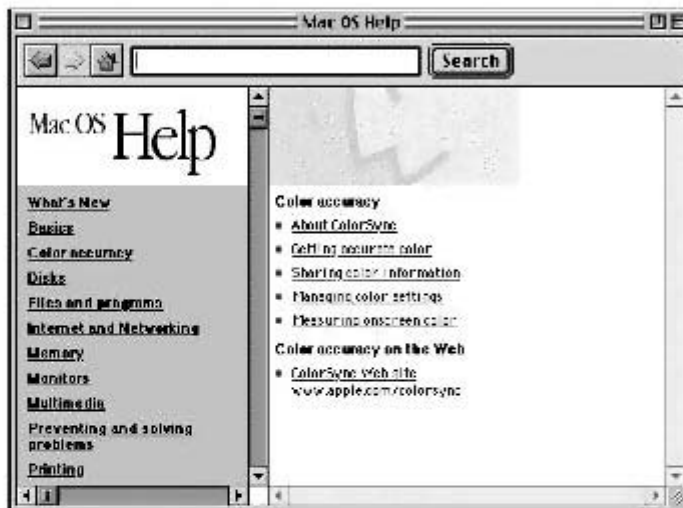 Mac OS Help
Search
Mac OS Help
What's New
Basics
Color accuracy
Disks
Files and programs
Internet and Networking
Memory
Monitors
Multimedia
Preventing and solving
problems
Printing
Color accuracy
About ColorSync
Getting accurate color
Sharing color information
Managing color settings
Measuring onscreen color
Color accuracy on the Web
ColorSync Web site
www.apple.com/colorsync